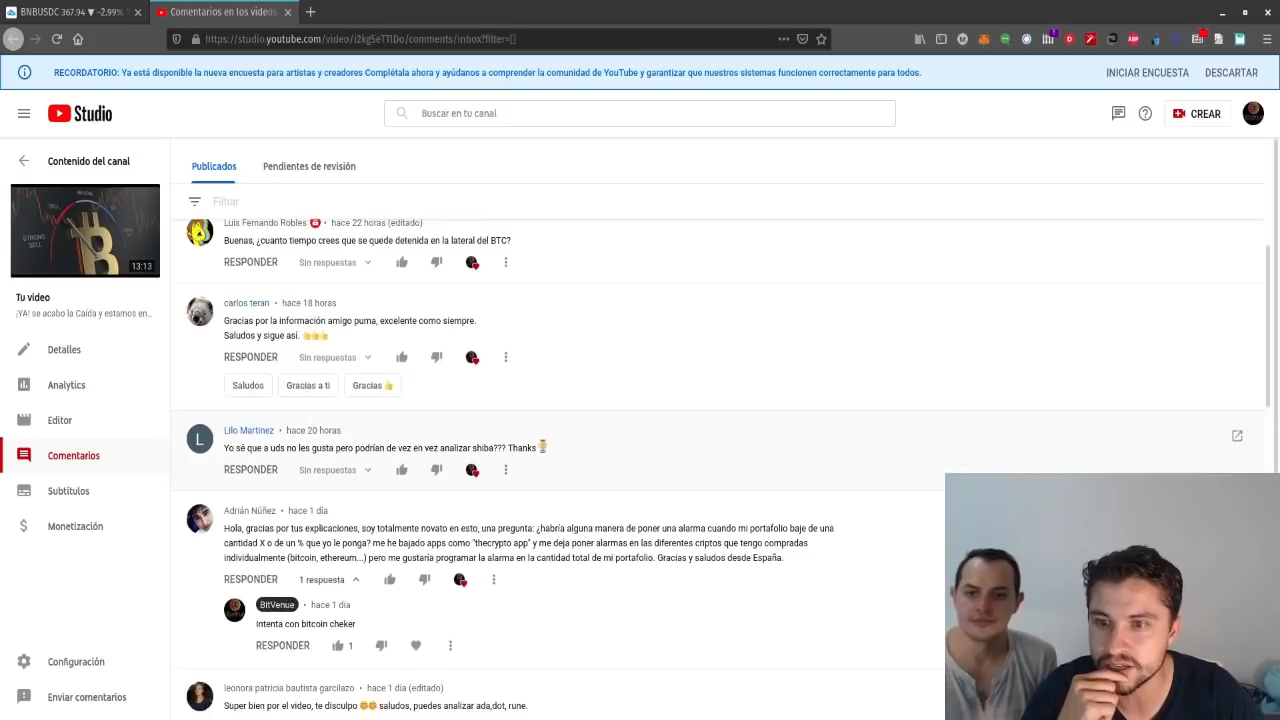 BNBUSDC 367.94 ▼ -2.99%
Comentarios en los videos
https://studio.youtube.com/video/i2kg5eTTlDo/comments/inbox?filter=[]
RECORDATORIO: Ya está disponible la nueva encuesta para artistas y creadores Complétala ahora y ayúdanos a comprender la comunidad de YouTube y garantizar que nuestros sistemas funcionen correctamente para todos.
INICIAR ENCUESTA
DESCARTAR
Studio
Buscar en tu canal
CREAR
Contenido del canal
STRONG SELL
13:13
Tu video
¡YA! se acabo la Caída y estamos en…
Detalles
Analytics
Editor
Comentarios
Subtítulos
Monetización
Configuración
Enviar comentarios
Publicados
Pendientes de revisión
Filtrar
Luis Fernando Robles • hace 22 horas (editado)
Buenas, ¿cuanto tiempo crees que se quede detenida en la lateral del BTC?
RESPONDER Sin respuestas
carlos teran • hace 18 horas
Gracias por la información amigo puma, excelente como siempre.
Saludos y sigue así. 👍👍👍
RESPONDER Sin respuestas
Saludos
Gracias a ti
Gracias 👍
L
Lilo Martinez • hace 20 horas
Yo sé que a uds no les gusta pero podrían de vez en vez analizar shiba??? Thanks
RESPONDER Sin respuestas
Adrián Núñez • hace 1 día
Hola, gracias por tus explicaciones, soy totalmente novato en esto, una pregunta: ¿habría alguna manera de poner una alarma cuando mi portafolio baje de una
cantidad X o de un % que yo le ponga? me he bajado apps como "thecrypto app" y me deja poner alarmas en las diferentes criptos que tengo compradas
individualmente (bitcoin, ethereum...) pero me gustaría programar la alarma en la cantidad total de mi portafolio. Gracias y saludos desde España.
RESPONDER 1 respuesta
BitVenue • hace 1 día
Intenta con bitcoin cheker
RESPONDER 1
leonora patricia bautista garcilazo • hace 1 día (editado)
Super bien por el video, te disculpo 😊😊 saludos, puedes analizar ada,dot, rune.